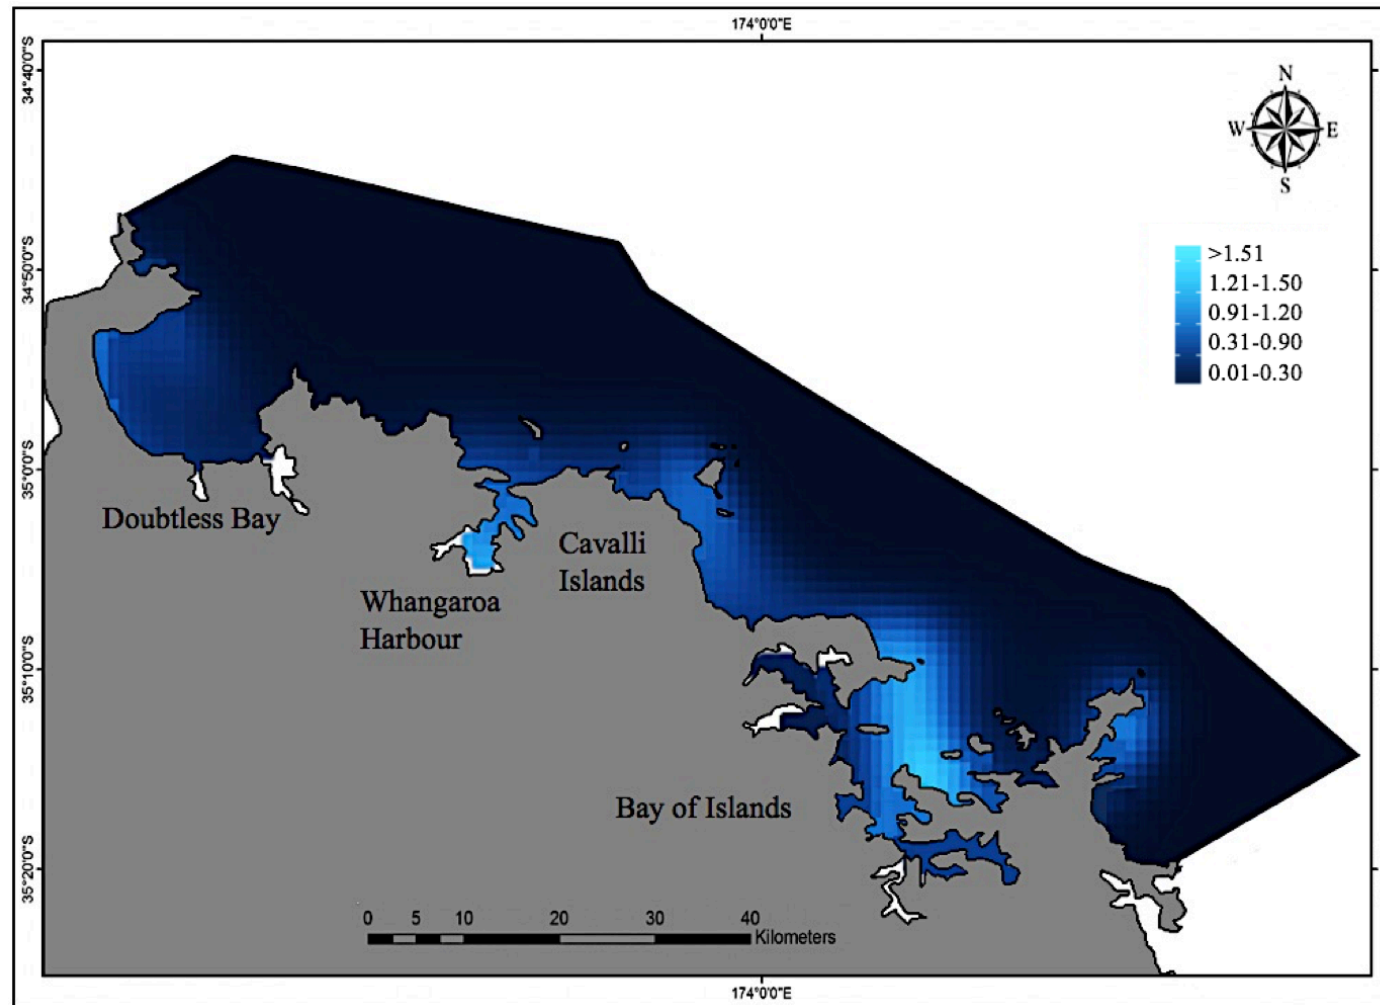 174°0'0"E
34°40'0"S
N
W E
S
34°50'0"S
>1.51
1.21-1.50
0.91-1.20
0.31-0.90
0.01-0.30
35°0'0"S
Doubtless Bay
Cavalli
Islands
Whangaroa
Harbour
35°10'0"S
Bay of Islands
35°20'0"S
0 5 10 20 30 40
Kilometers
174°0'0"E